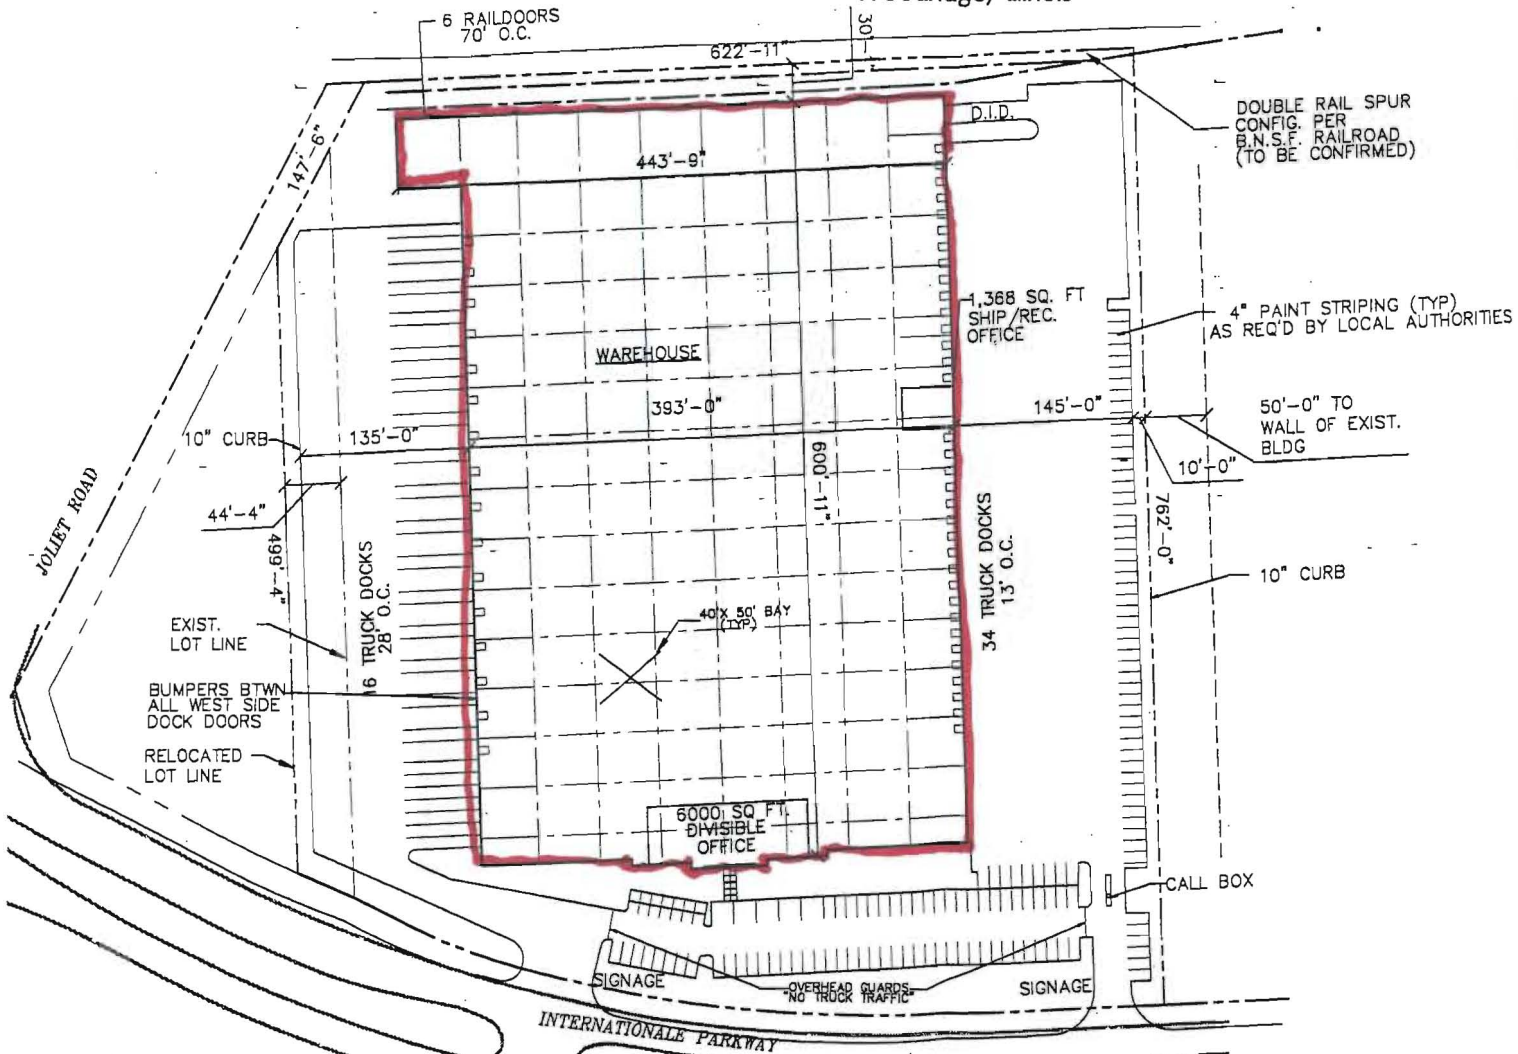 6 RAILDOORS
70' O.C.
622'-11"
30'-
147'-6"
D.I.D.
DOUBLE RAIL SPUR
CONFIG. PER
B.N.S.F. RAILROAD
(TO BE CONFIRMED)
443'-9"
1,368 SQ. FT
SHIP/REC.
OFFICE
4" PAINT STRIPING (TYP)
AS REQ'D BY LOCAL AUTHORITIES
WAREHOUSE
393'-0"
145'-0"
50'-0" TO
WALL OF EXIST.
BLDG
10'-0"
10" CURB
135'-0"
600'-11"
JOLIET ROAD
44'-4"
499'-4"
762'-0"
16 TRUCK DOCKS
28' O.C.
34 TRUCK DOCKS
13' O.C.
10" CURB
40'X 50' BAY
(TYP)
EXIST.
LOT LINE
BUMPERS BTWN
ALL WEST SIDE
DOCK DOORS
RELOCATED
LOT LINE
6000 SQ FT.
DIVISIBLE
OFFICE
CALL BOX
SIGNAGE
OVERHEAD GUARDS
"NO TRUCK TRAFFIC"
SIGNAGE
INTERNATIONALE PARKWAY